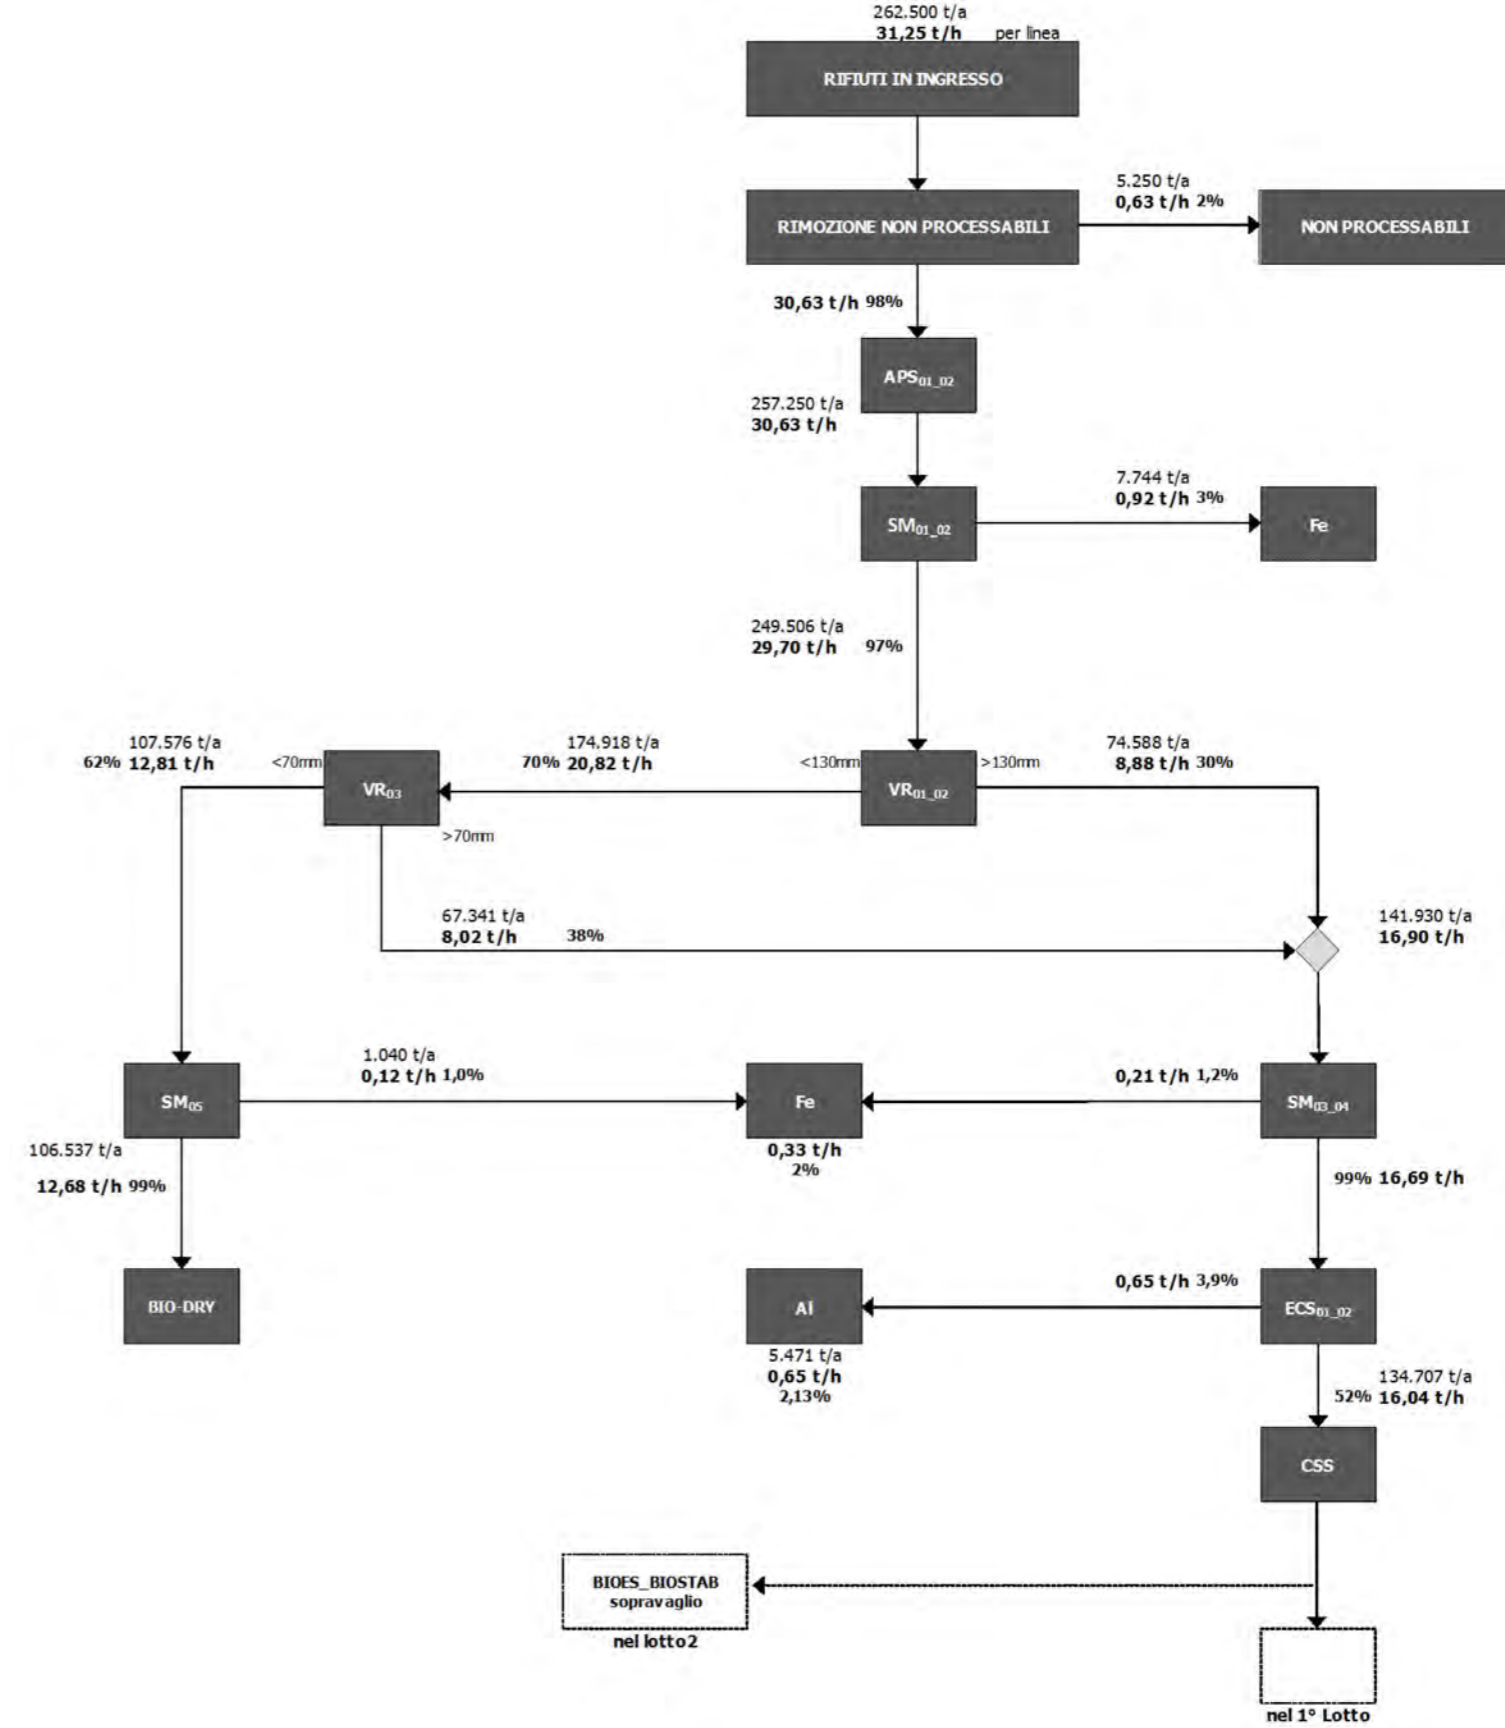 262.500 t/a
31,25 t/h per linea
RIFIUTI IN INGRESSO
5.250 t/a
0,63 t/h 2%
RIMOZIONE NON PROCESSABILI
NON PROCESSABILI
30,63 t/h 98%
APS01_02
257.250 t/a
30,63 t/h
7.744 t/a
0,92 t/h 3%
SM01_02
Fe
249.506 t/a
29,70 t/h 97%
107.576 t/a
62% 12,81 t/h
<70mm
VR03
>70mm
174.918 t/a
70% 20,82 t/h
<130mm
VR01_02
>130mm
74.588 t/a
8,88 t/h 30%
67.341 t/a
8,02 t/h 38%
141.930 t/a
16,90 t/h
1.040 t/a
0,12 t/h 1,0%
0,21 t/h 1,2%
SM05
Fe
SM03_04
0,33 t/h
2%
106.537 t/a
12,68 t/h 99%
99% 16,69 t/h
BIO-DRY
Al
0,65 t/h 3,9%
ECS01_02
5.471 t/a
0,65 t/h
2,13%
134.707 t/a
52% 16,04 t/h
CSS
BIOES_BIOSTAB
sopravaglio
nel lotto2
nel 1° Lotto